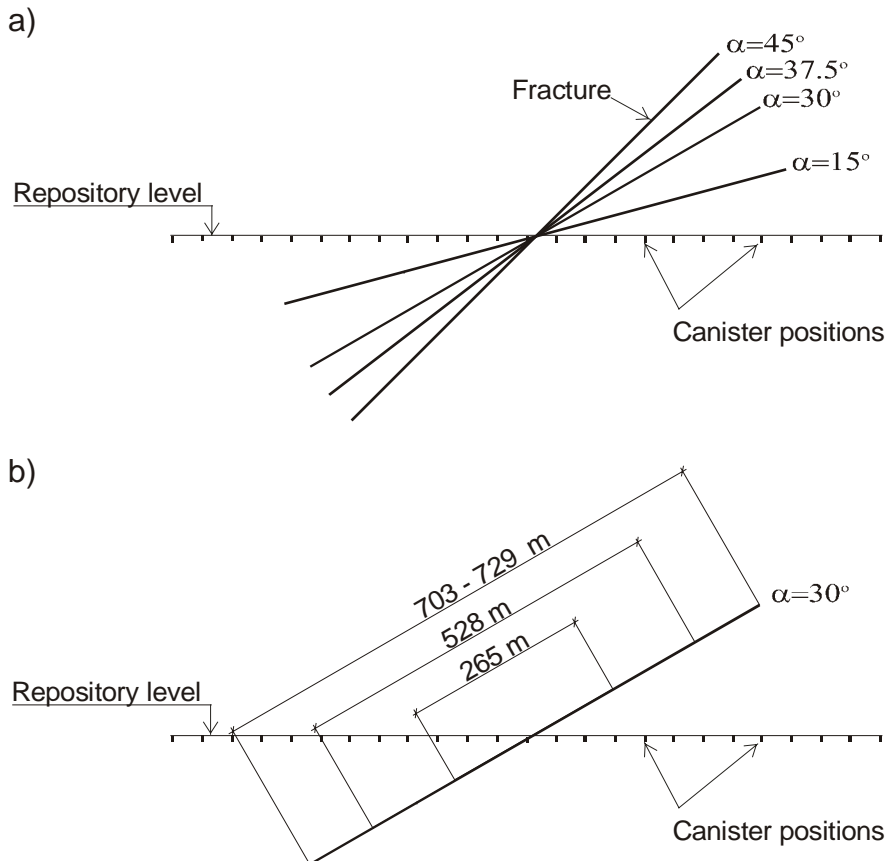 a)
α=45°
α=37.5°
Fracture
α=30°
α=15°
Repository level
Canister positions
b)
703 - 729 m
α=30°
528 m
265 m
Repository level
Canister positions